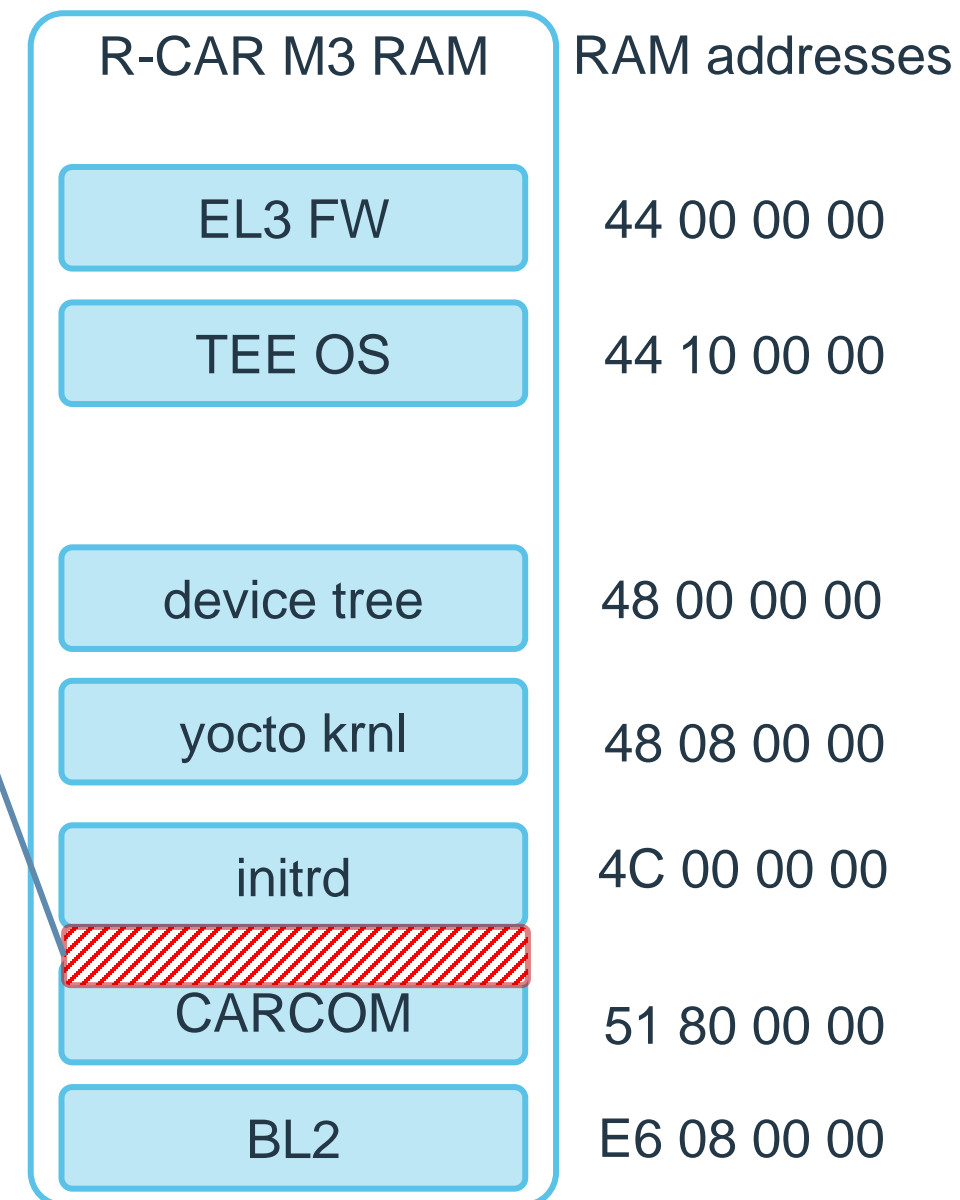 R-CAR M3 RAM RAM addresses
EL3 FW 44 00 00 00
TEE OS 44 10 00 00
device tree 48 00 00 00
yocto krnl 48 08 00 00
initrd 4C 00 00 00
CARCOM 51 80 00 00
BL2 E6 08 00 00